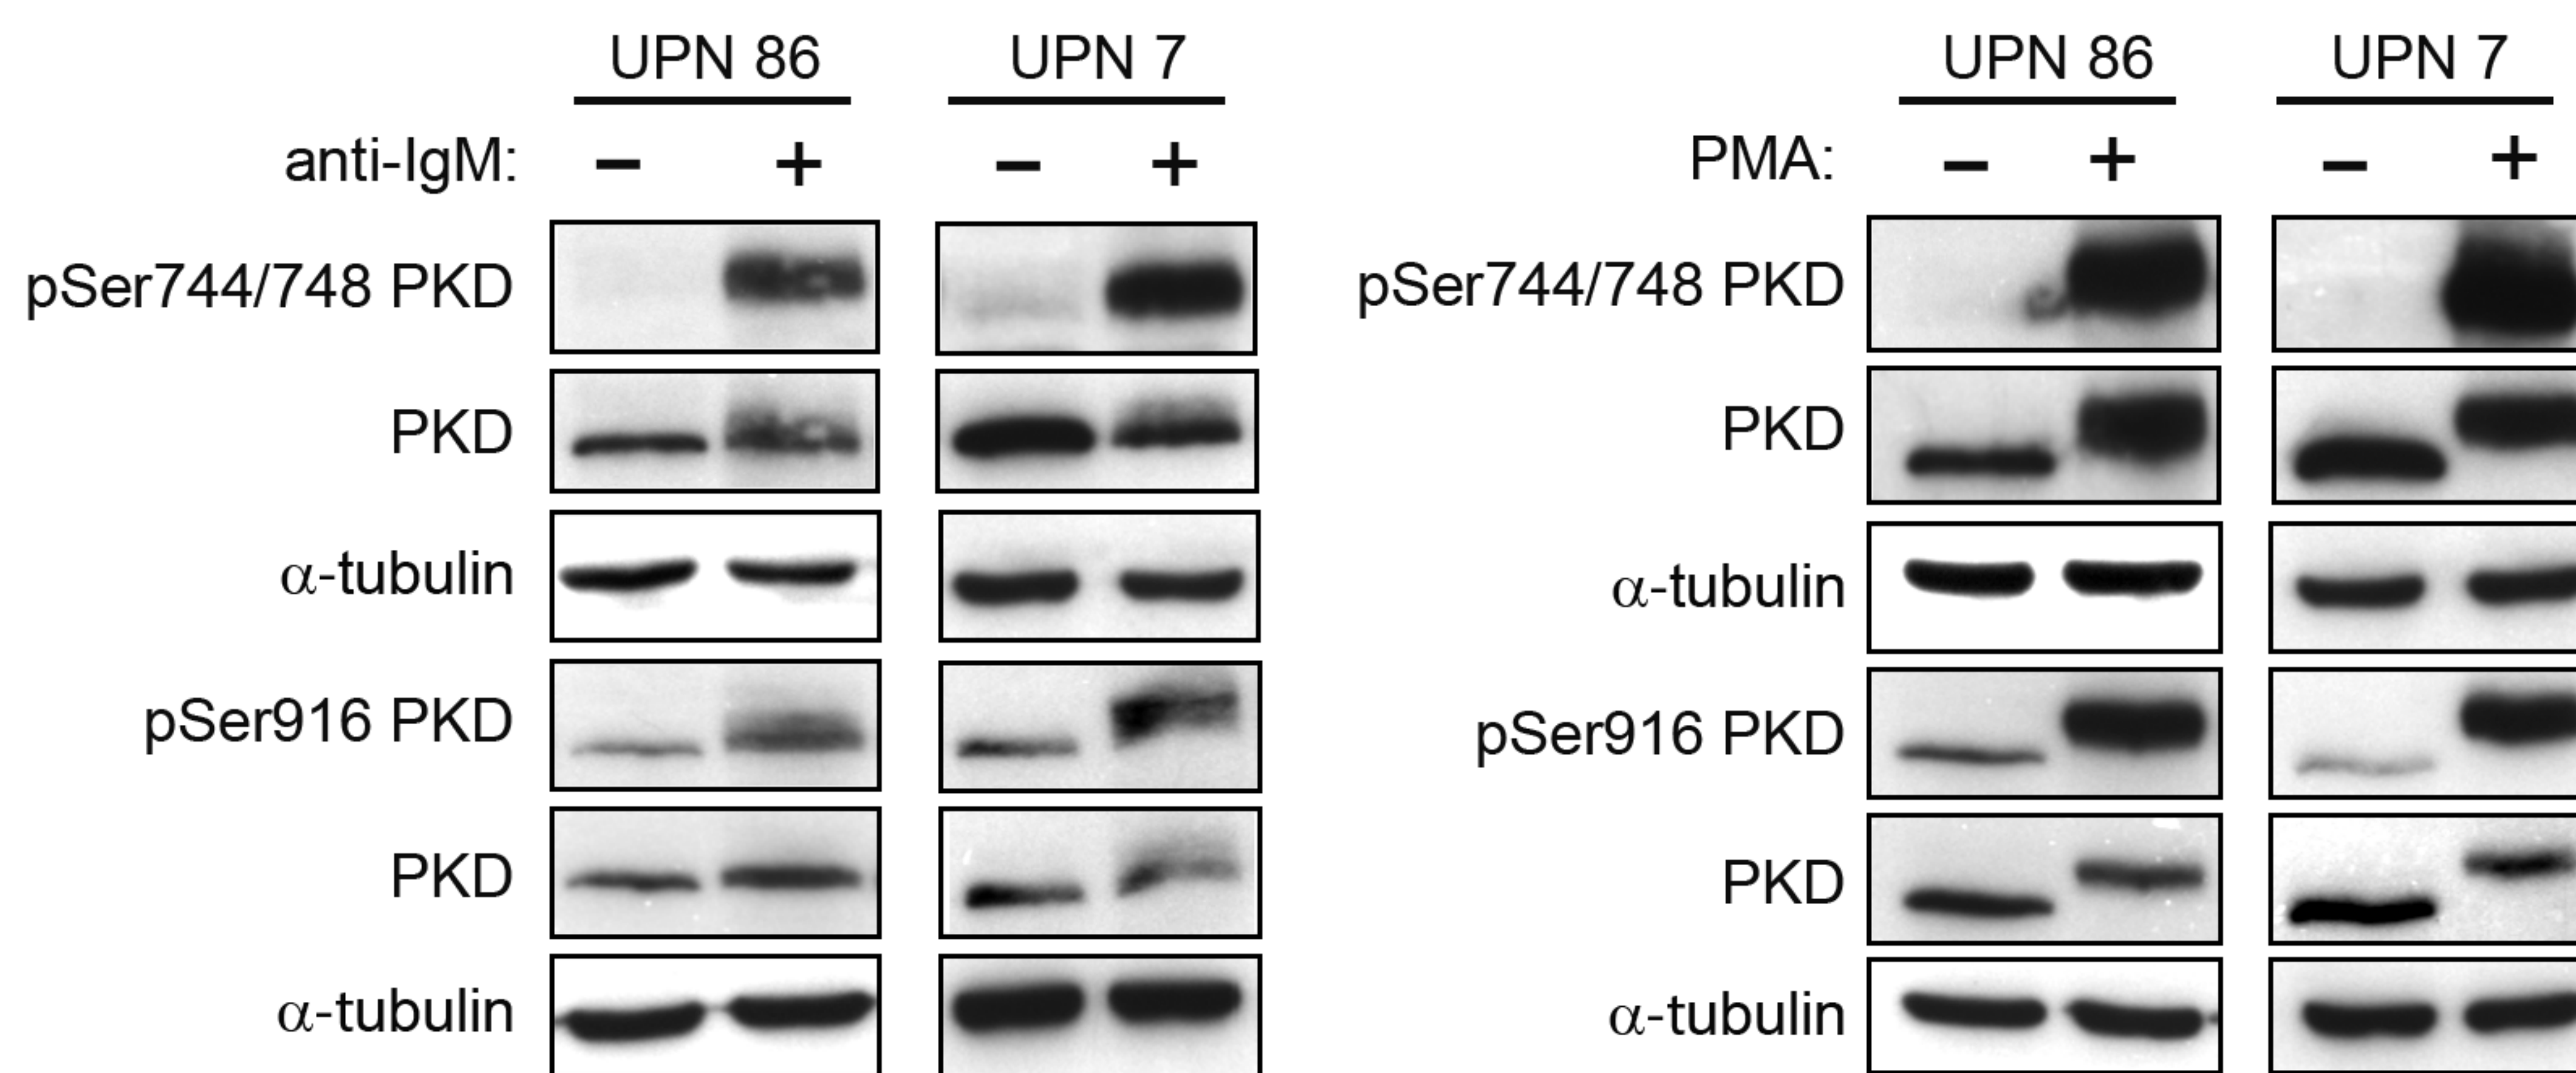 UPN 86 UPN 7
anti-IgM: – + – +
pSer744/748 PKD
PKD
α-tubulin
pSer916 PKD
PKD
α-tubulin
UPN 86 UPN 7
PMA: – + – +
pSer744/748 PKD
PKD
α-tubulin
pSer916 PKD
PKD
α-tubulin